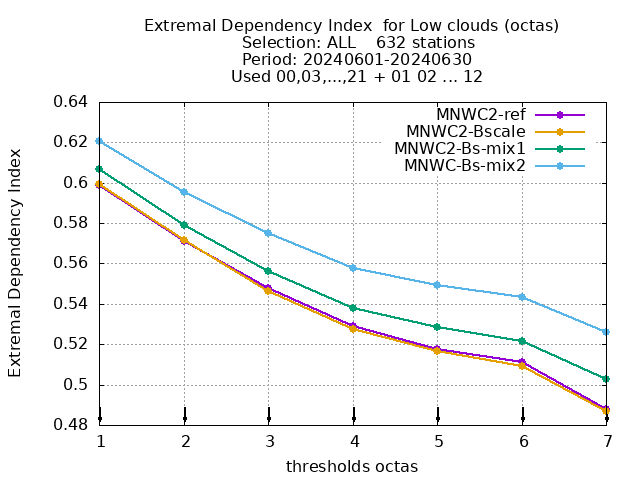 Extremal Dependency Index  for Low clouds (octas)
Selection: ALL    632 stations
Period: 20240601-20240630
Used 00,03,...,21 + 01 02 ... 12
MNWC2-ref
MNWC2-Bscale
MNWC2-Bs-mix1
MNWC-Bs-mix2
Extremal Dependency Index
0.64
0.62
0.6
0.58
0.56
0.54
0.52
0.5
0.48
1 2 3 4 5 6 7
thresholds octas